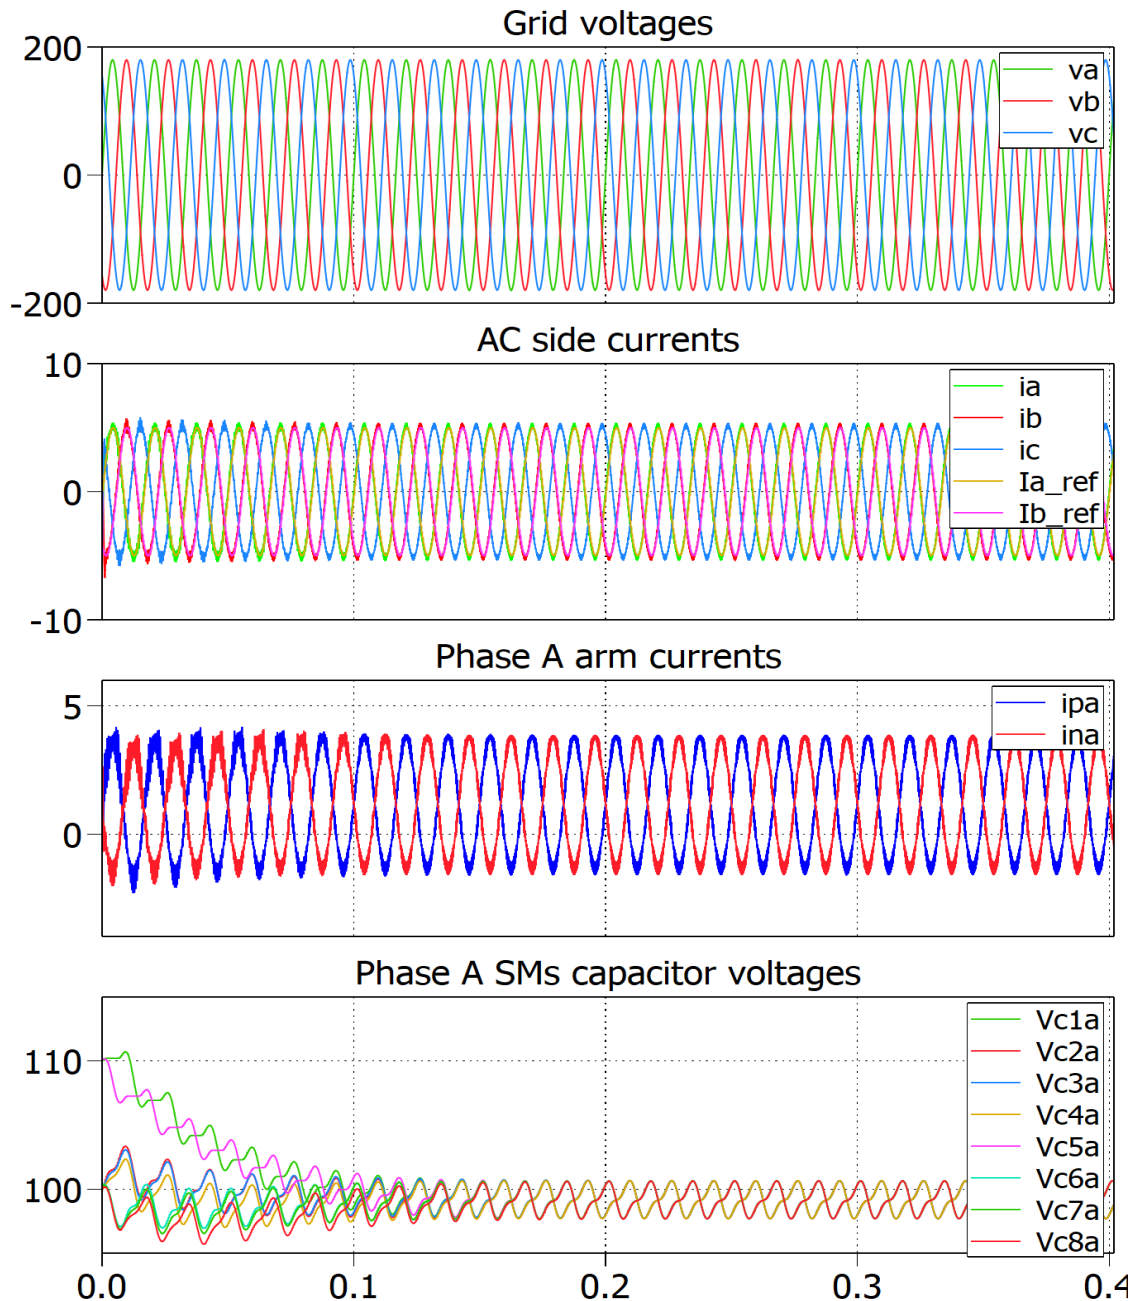 Grid voltages
200
0
-200
va
vb
vc
AC side currents
10
0
-10
ia
ib
ic
Ia_ref
Ib_ref
Phase A arm currents
5
0
ipa
ina
Phase A SMs capacitor voltages
110
100
Vc1a
Vc2a
Vc3a
Vc4a
Vc5a
Vc6a
Vc7a
Vc8a
0.0 0.1 0.2 0.3 0.4